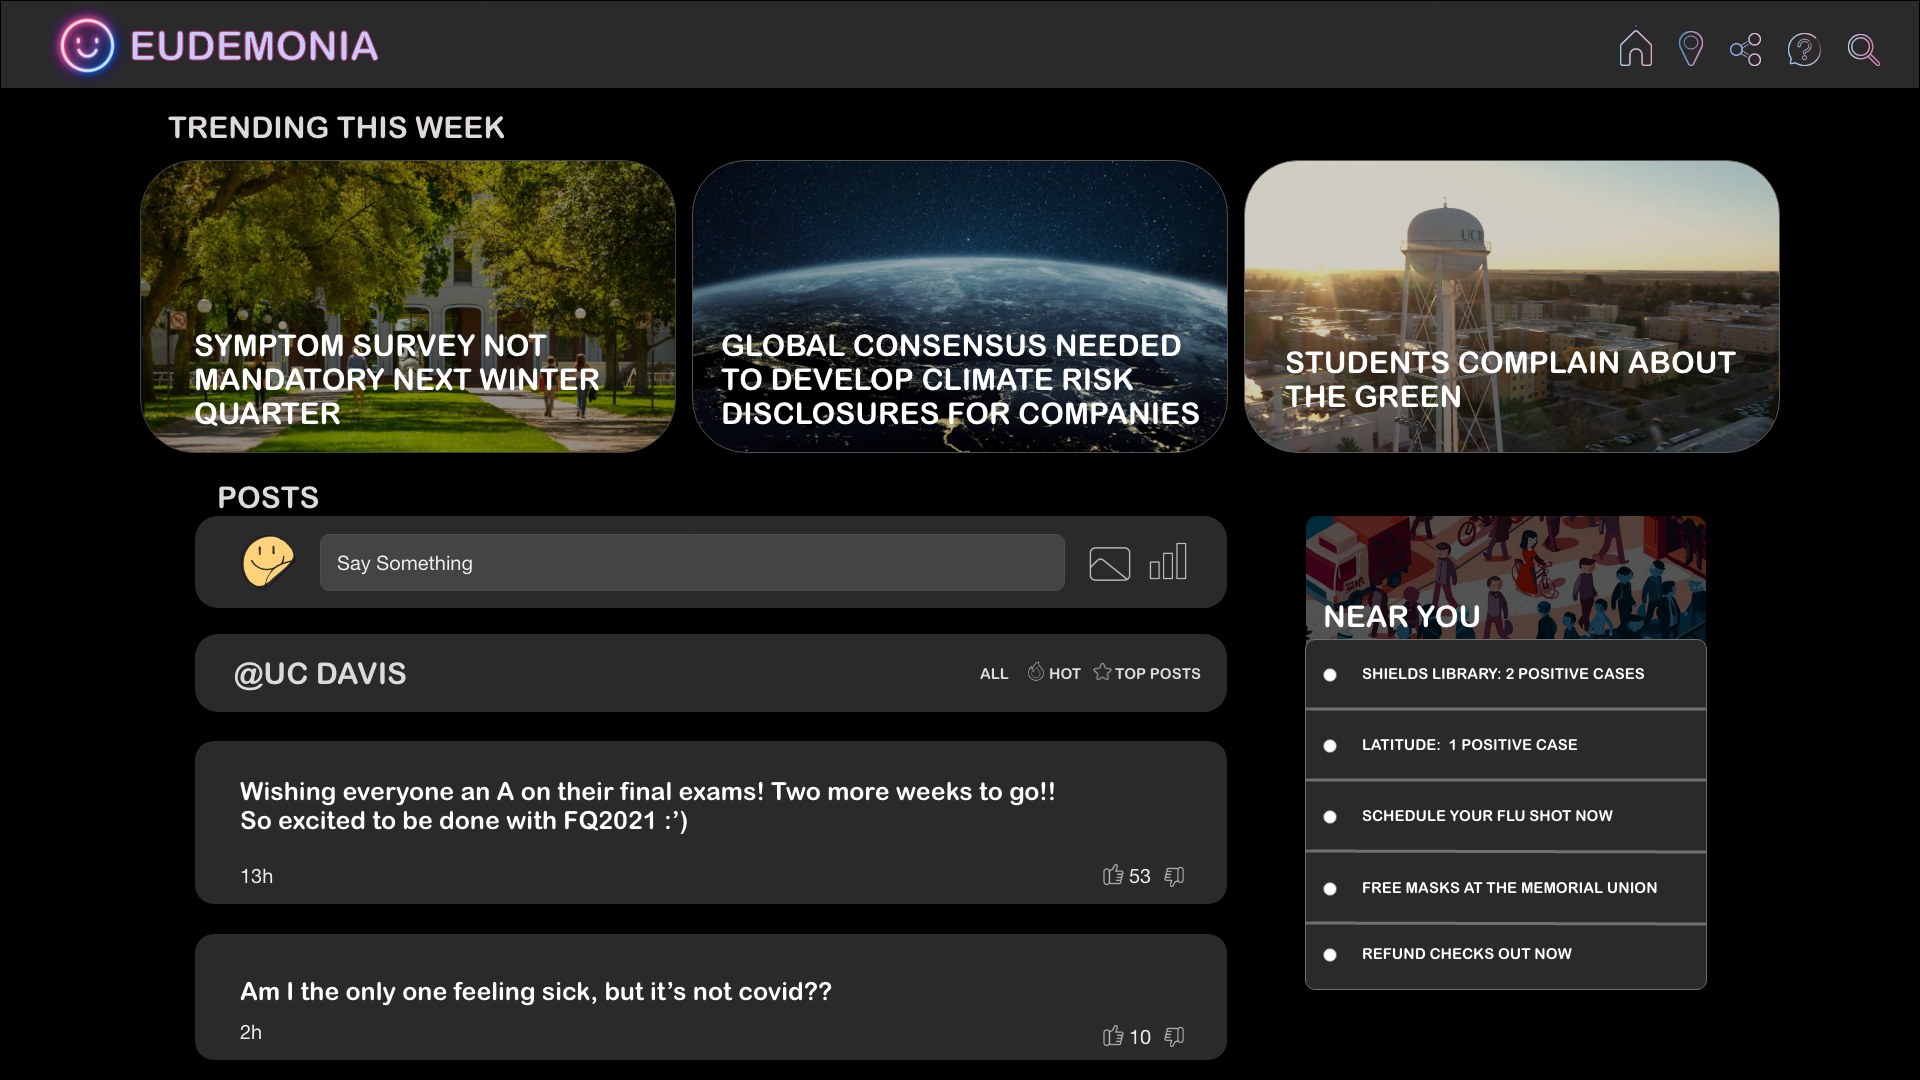 EUDEMONIA
TRENDING THIS WEEK
SYMPTOM SURVEY NOT
MANDATORY NEXT WINTER
QUARTER
GLOBAL CONSENSUS NEEDED
TO DEVELOP CLIMATE RISK
DISCLOSURES FOR COMPANIES
STUDENTS COMPLAIN ABOUT
THE GREEN
POSTS
Say Something
@UC DAVIS
ALL HOT TOP POSTS
Wishing everyone an A on their final exams! Two more weeks to go!!
So excited to be done with FQ2021 :’)
13h
53
Am I the only one feeling sick, but it’s not covid??
2h
10
NEAR YOU
SHIELDS LIBRARY: 2 POSITIVE CASES
LATITUDE:  1 POSITIVE CASE
SCHEDULE YOUR FLU SHOT NOW
FREE MASKS AT THE MEMORIAL UNION
REFUND CHECKS OUT NOW